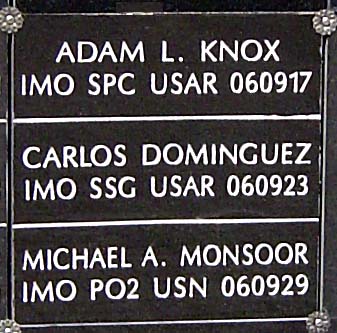 ADAM L. KNOX
IMO SPC USAR 060917
CARLOS DOMINGUEZ
IMO SSG USAR 060923
MICHAEL A. MONSOOR
IMO PO2 USN 060929